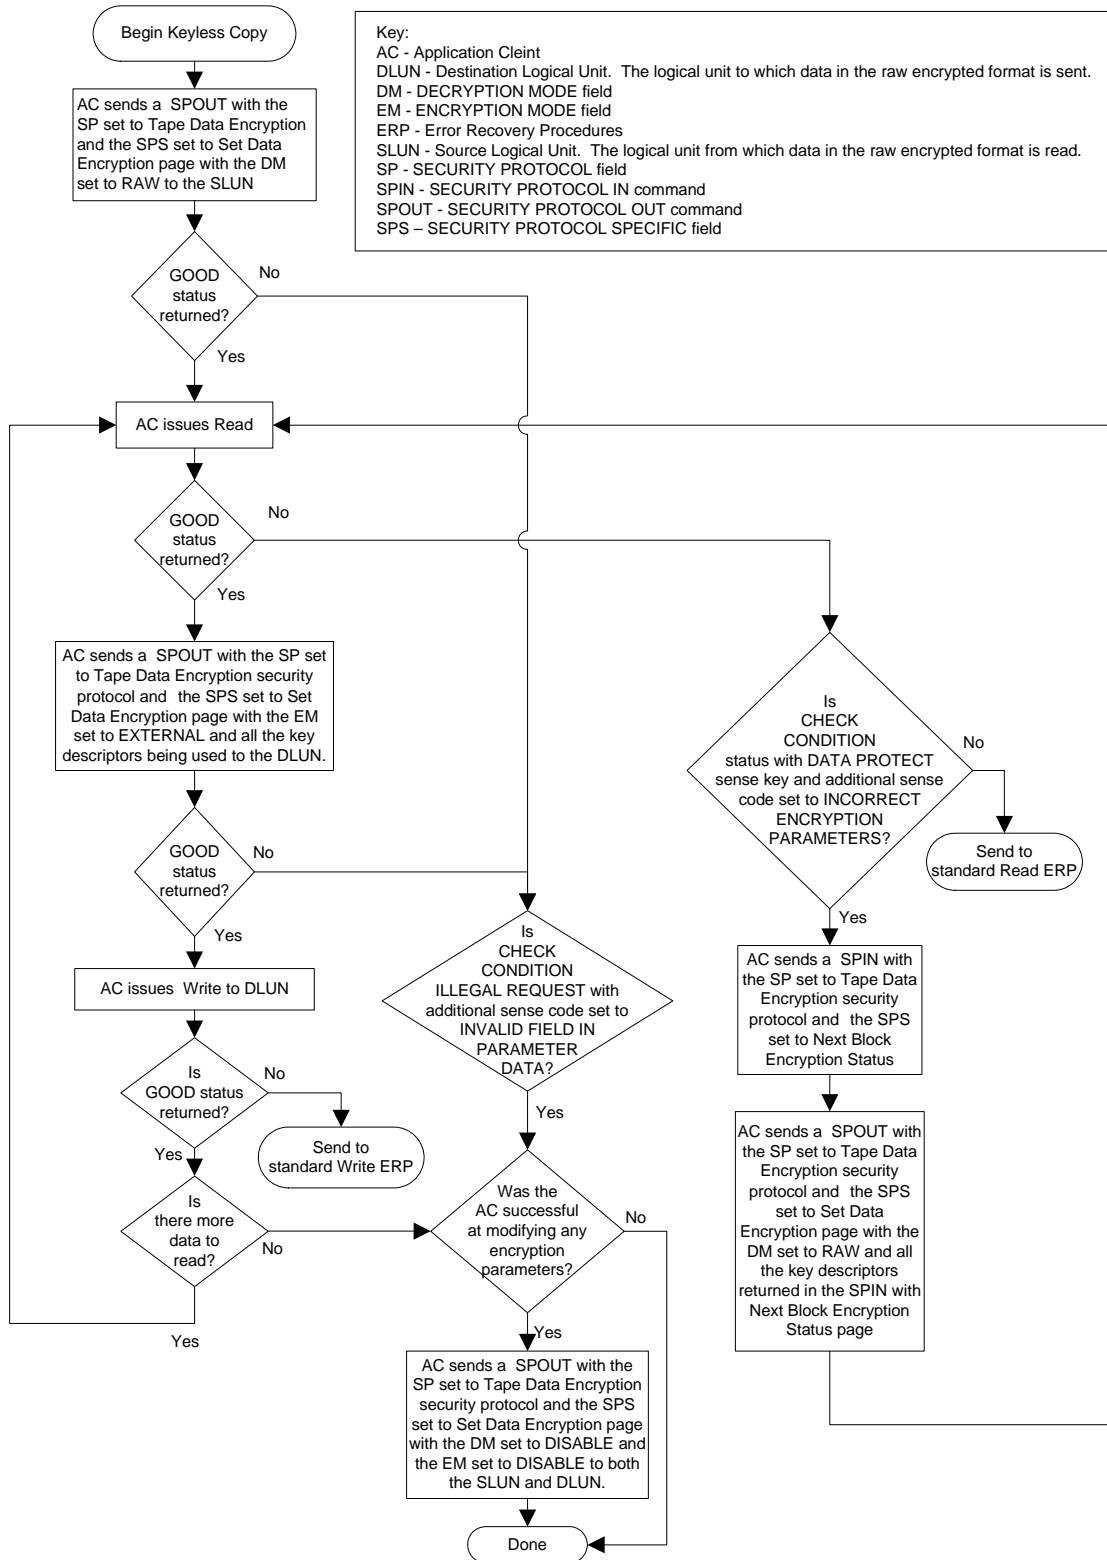 Begin Keyless Copy
Key:
AC - Application Cleint
DLUN - Destination Logical Unit.  The logical unit to which data in the raw encrypted format is sent.
DM - DECRYPTION MODE field
EM - ENCRYPTION MODE field
ERP - Error Recovery Procedures
SLUN - Source Logical Unit.  The logical unit from which data in the raw encrypted format is read.
SP - SECURITY PROTOCOL field
SPIN - SECURITY PROTOCOL IN command
SPOUT - SECURITY PROTOCOL OUT command
SPS – SECURITY PROTOCOL SPECIFIC field
AC sends a SPOUT with the
SP set to Tape Data Encryption
and the SPS set to Set Data
Encryption page with the DM
set to RAW to the SLUN
GOOD
status
returned?
No
Yes
AC issues Read
GOOD
status
returned?
No
Yes
AC sends a SPOUT with the SP set
to Tape Data Encryption security
protocol and the SPS set to Set
Data Encryption page with the EM
set to EXTERNAL and all the key
descriptors being used to the DLUN.
Is
CHECK
CONDITION
status with DATA PROTECT
sense key and additional sense
code set to INCORRECT
ENCRYPTION
PARAMETERS?
No
Send to
standard Read ERP
Yes
GOOD
status
returned?
No
Yes
AC issues Write to DLUN
Is
CHECK
CONDITION
ILLEGAL REQUEST with
additional sense code set to
INVALID FIELD IN
PARAMETER
DATA?
Yes
AC sends a SPIN with
the SP set to Tape Data
Encryption security
protocol and the SPS
set to Next Block
Encryption Status
Is
GOOD status
returned?
No
Send to
standard Write ERP
Yes
Is
there more
data to
read?
No
Yes
Was the
AC successful
at modifying any
encryption
parameters?
No
Yes
AC sends a SPOUT with
the SP set to Tape Data
Encryption security
protocol and the SPS
set to Set Data
Encryption page with the
DM set to RAW and all
the key descriptors
returned in the SPIN with
Next Block Encryption
Status page
AC sends a SPOUT with the
SP set to Tape Data Encryption
security protocol and the SPS
set to Set Data Encryption page
with the DM set to DISABLE and
the EM set to DISABLE to both
the SLUN and DLUN.
Done